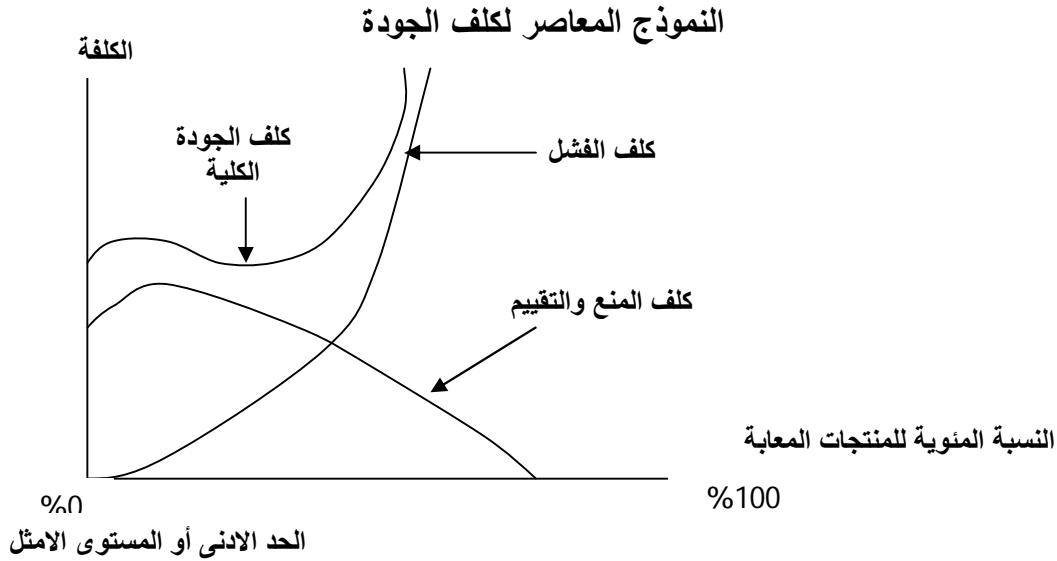 النموذج المعاصر لكلف الجودة
الكلفة
كلف الجودة
الكلية
كلف الفشل
كلف المنع والتقييم
النسبة المئوية للمنتجات المعابة
%0
%100
الحد الادنى أو المستوى الامثل